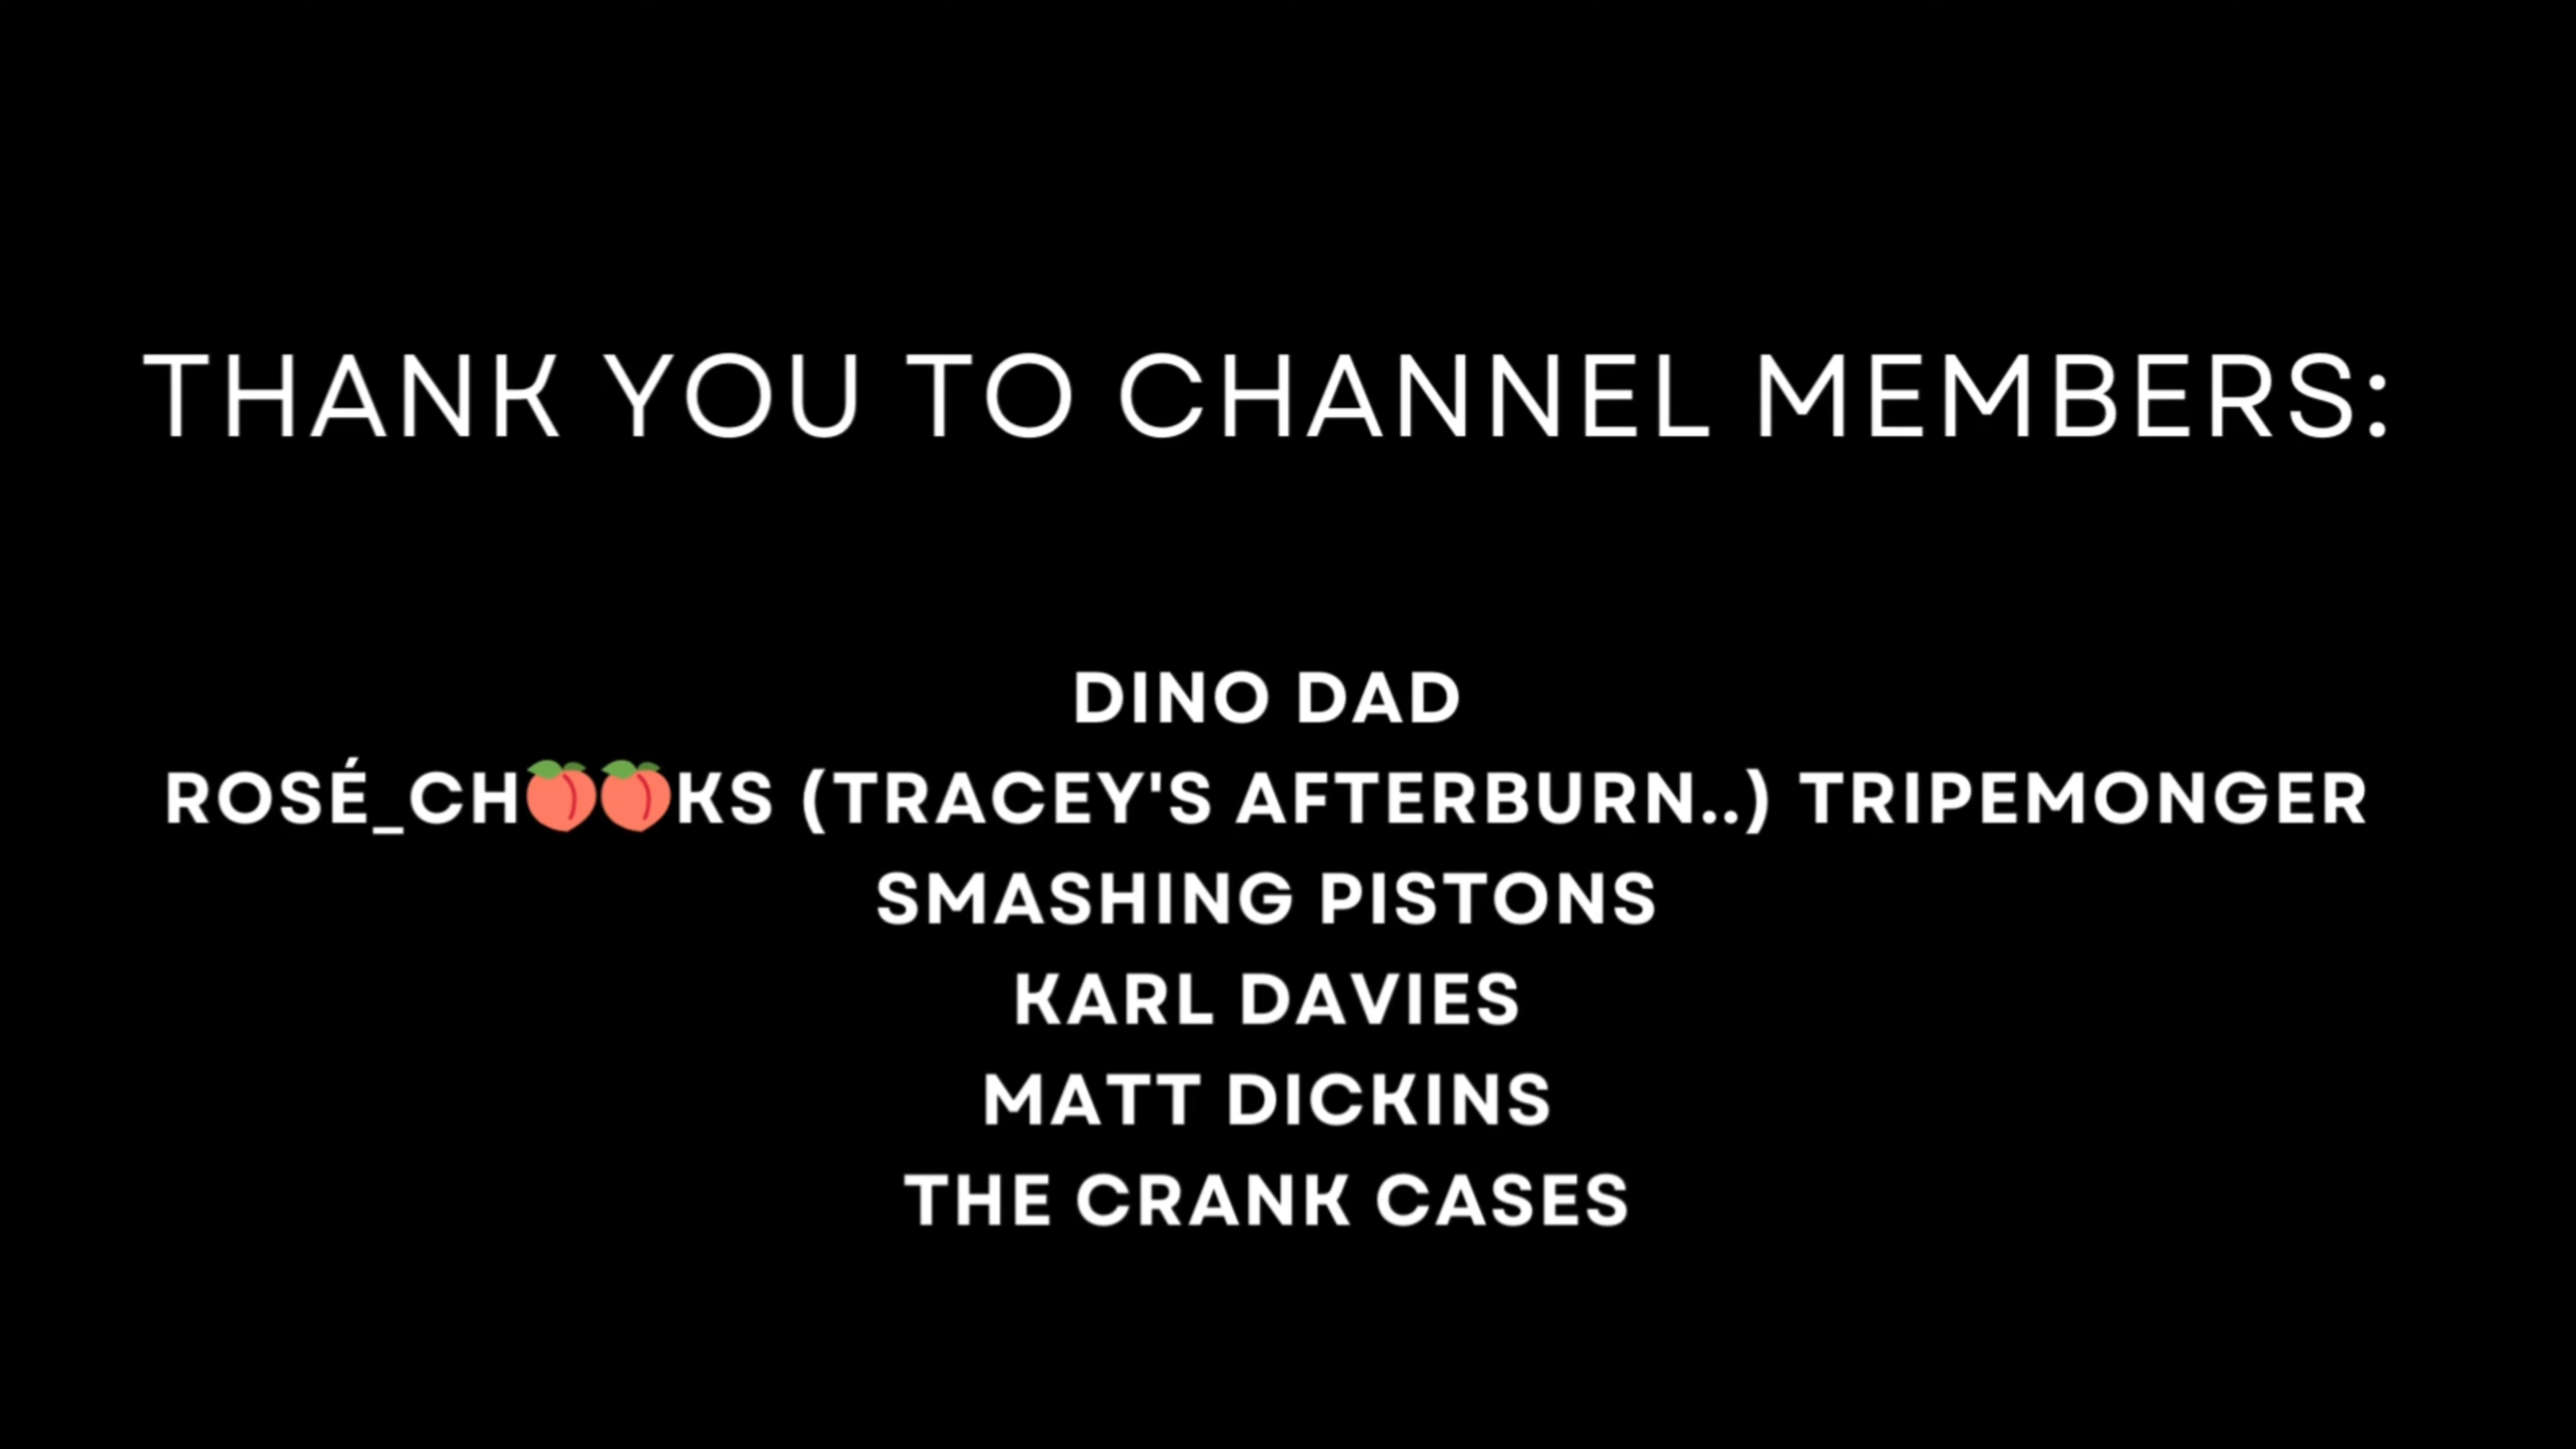 THANK YOU TO CHANNEL MEMBERS:
DINO DAD
ROSÉ_CH🍑🍑KS (TRACEY'S AFTERBURN..) TRIPEMONGER
SMASHING PISTONS
KARL DAVIES
MATT DICKINS
THE CRANK CASES